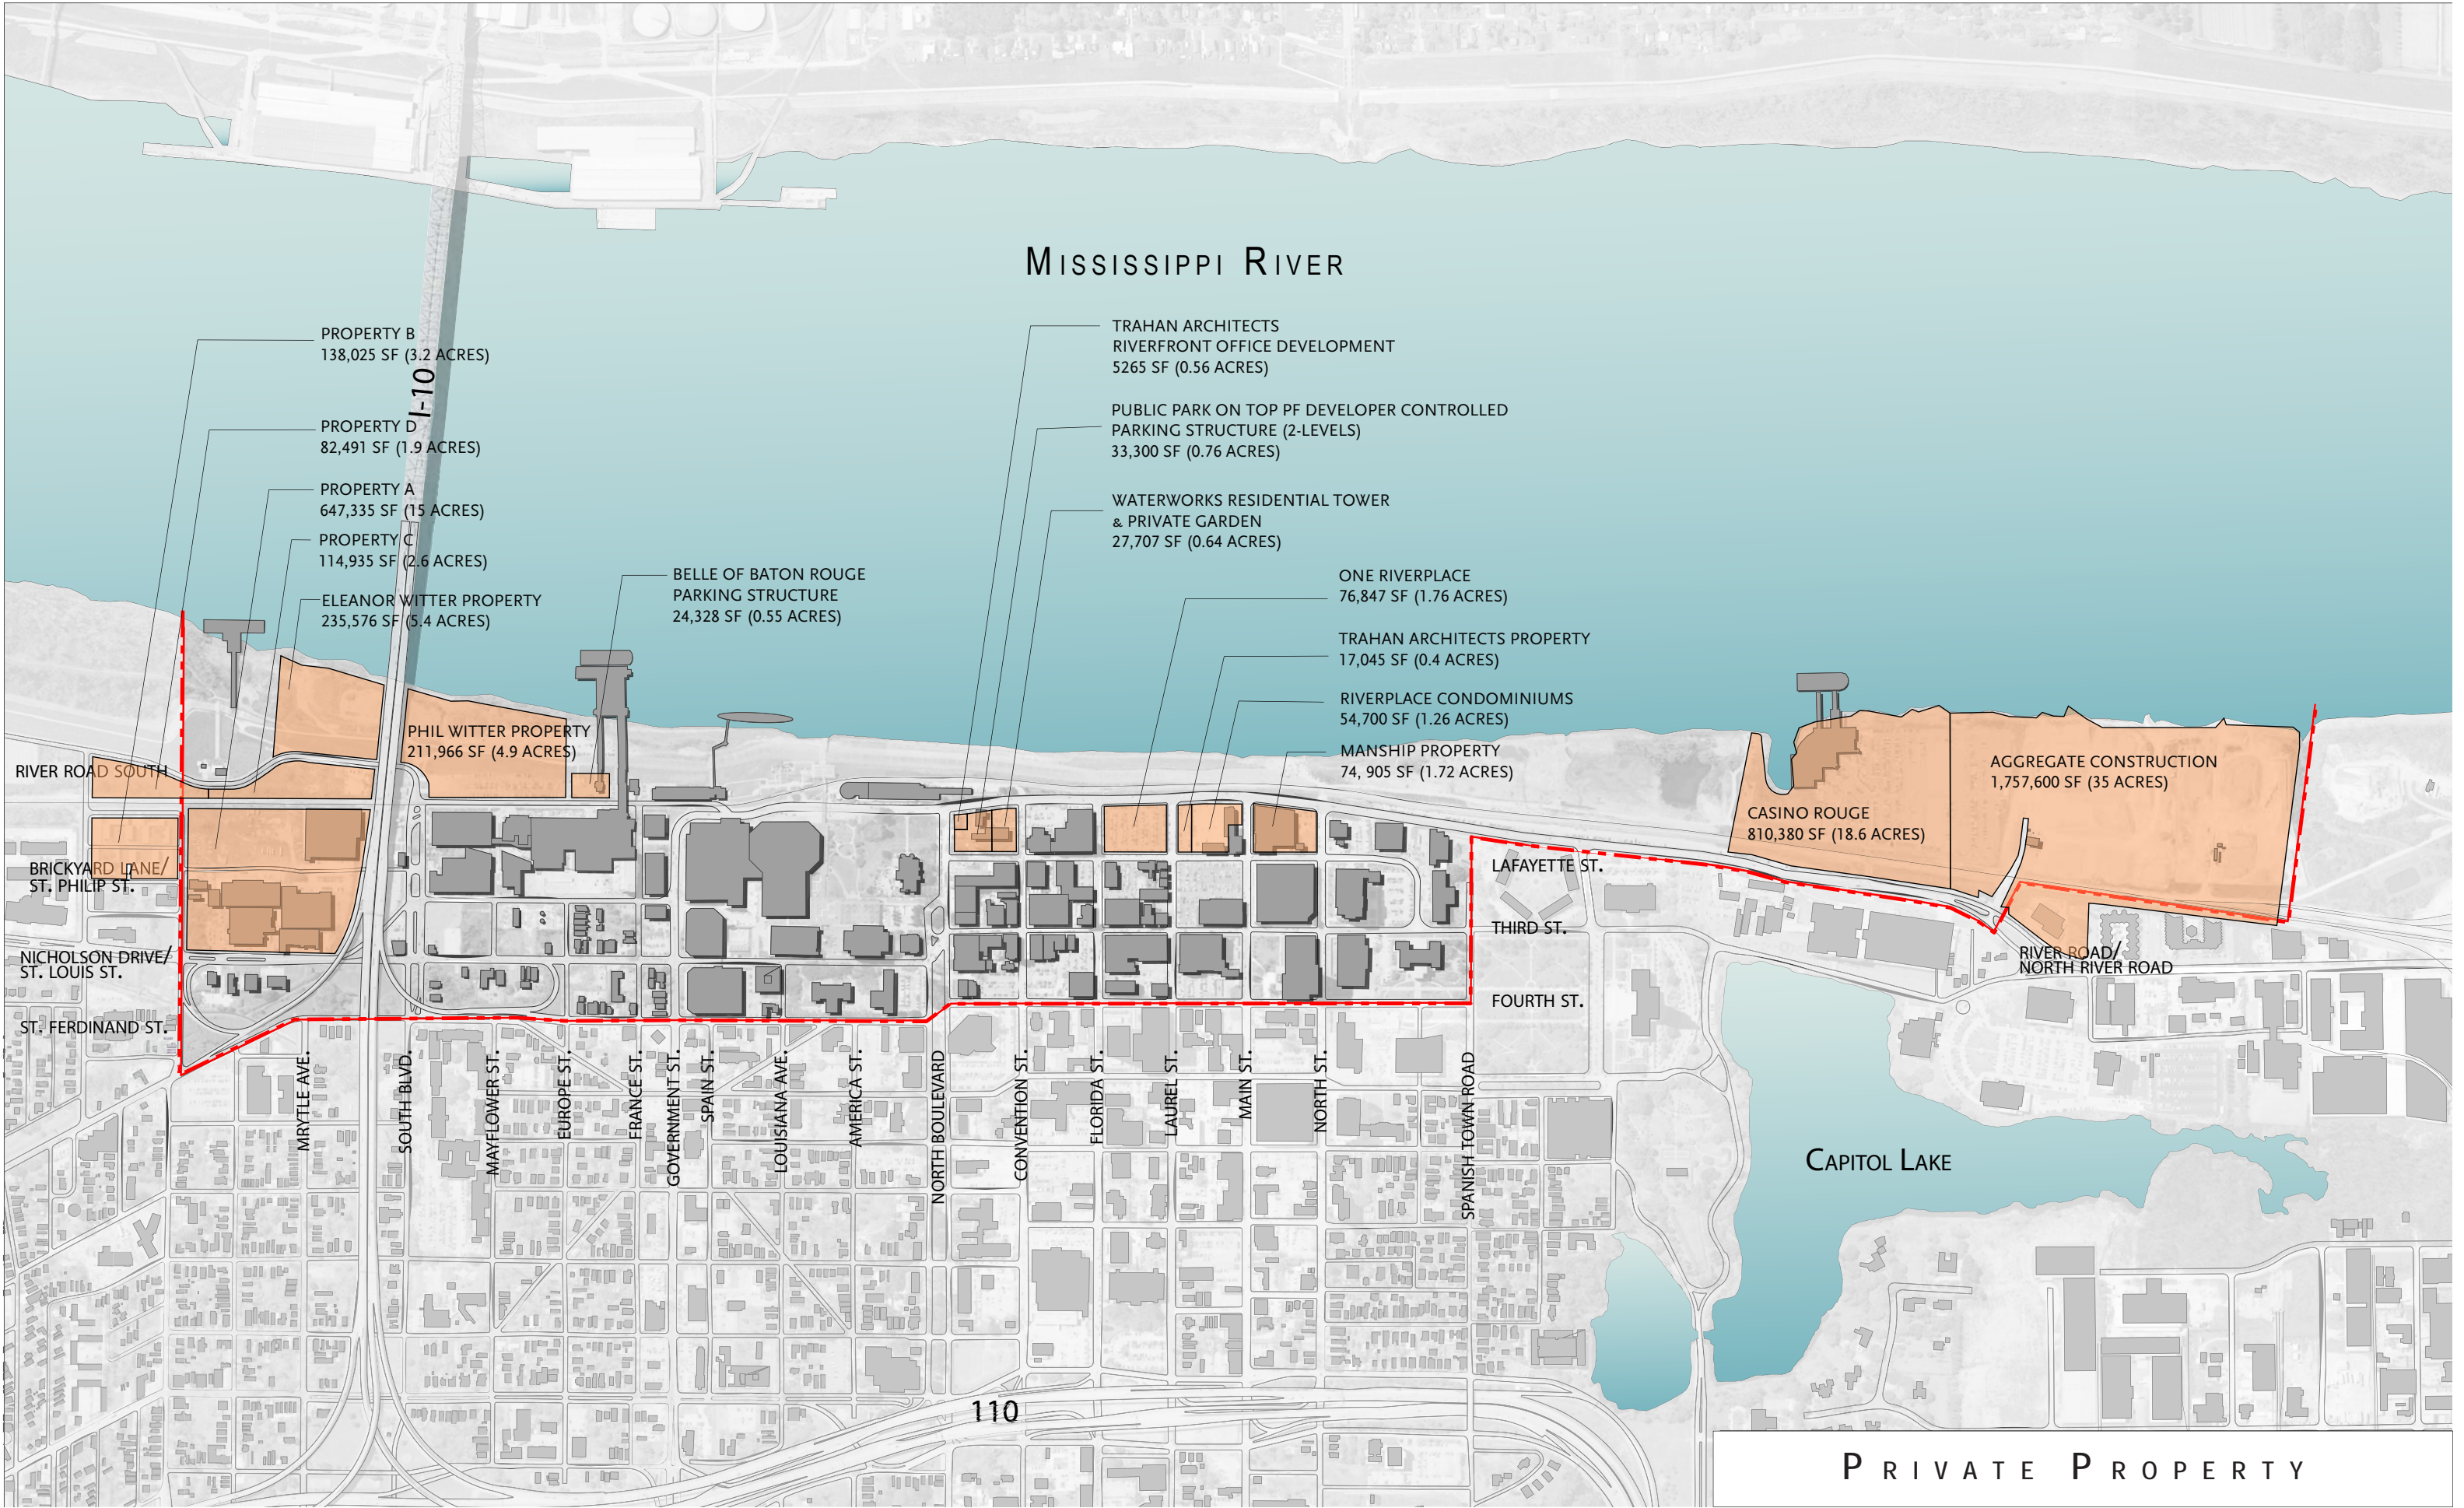 MISSISSIPPI RIVER
PROPERTY B
138,025 SF (3.2 ACRES)
I-10
PROPERTY D
82,491 SF (1.9 ACRES)
PROPERTY A
647,335 SF (15 ACRES)
PROPERTY C
114,935 SF (2.6 ACRES)
ELEANOR WITTER PROPERTY
235,576 SF (5.4 ACRES)
BELLE OF BATON ROUGE
PARKING STRUCTURE
24,328 SF (0.55 ACRES)
TRAHAN ARCHITECTS
RIVERFRONT OFFICE DEVELOPMENT
5265 SF (0.56 ACRES)
PUBLIC PARK ON TOP PF DEVELOPER CONTROLLED
PARKING STRUCTURE (2-LEVELS)
33,300 SF (0.76 ACRES)
WATERWORKS RESIDENTIAL TOWER
& PRIVATE GARDEN
27,707 SF (0.64 ACRES)
ONE RIVERPLACE
76,847 SF (1.76 ACRES)
TRAHAN ARCHITECTS PROPERTY
17,045 SF (0.4 ACRES)
RIVERPLACE CONDOMINIUMS
54,700 SF (1.26 ACRES)
MANSHIP PROPERTY
74, 905 SF (1.72 ACRES)
PHIL WITTER PROPERTY
211,966 SF (4.9 ACRES)
AGGREGATE CONSTRUCTION
1,757,600 SF (35 ACRES)
CASINO ROUGE
810,380 SF (18.6 ACRES)
RIVER ROAD SOUTH
BRICKYARD LANE/
ST. PHILIP ST.
NICHOLSON DRIVE/
ST. LOUIS ST.
ST. FERDINAND ST.
LAFAYETTE ST.
THIRD ST.
FOURTH ST.
RIVER ROAD/
NORTH RIVER ROAD
MRYTLE AVE.
SOUTH BLVD.
MAYFLOWER ST.
EUROPE ST.
FRANCE ST.
GOVERNMENT ST.
SPAIN ST.
LOUISIANA AVE.
AMERICA ST.
NORTH BOULEVARD
CONVENTION ST.
FLORIDA ST.
LAUREL ST.
MAIN ST.
NORTH ST.
SPANISH TOWN ROAD
CAPITOL LAKE
110
PRIVATE PROPERTY